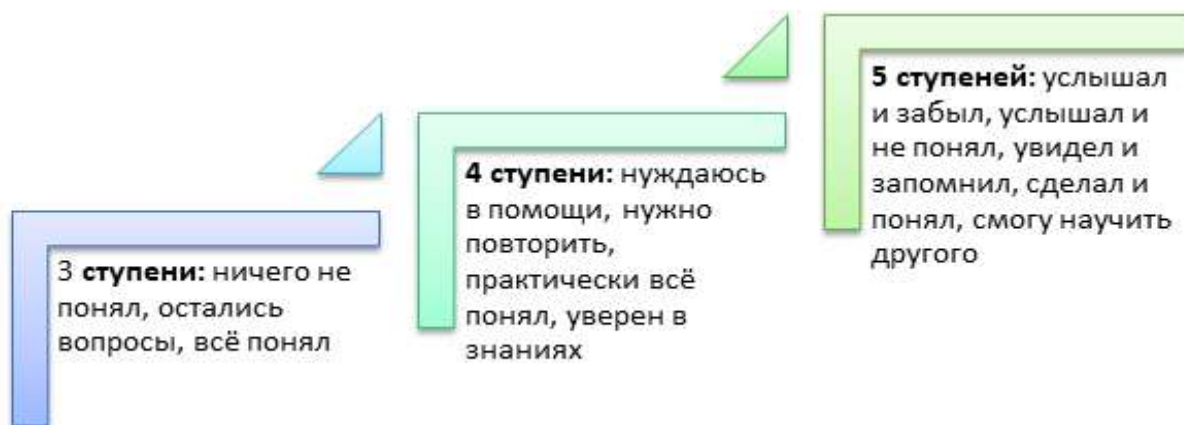 3 ступени: ничего не
понял, остались
вопросы, всё понял
4 ступени: нуждаюсь
в помощи, нужно
повторить,
практически всё
понял, уверен в
знаниях
5 ступеней: услышал
и забыл, услышал и
не понял, увидел и
запомнил, сделал и
понял, смогу научить
другого